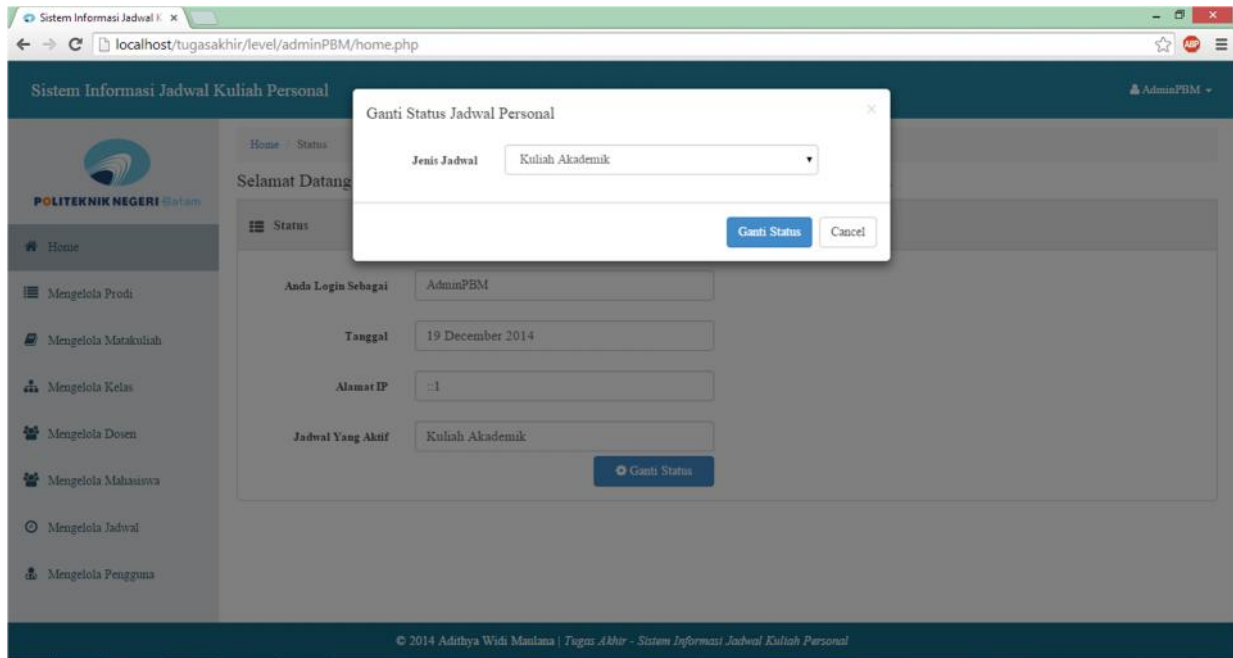 Sistem Informasi Jadwal K
localhost/tugasakhir/level/adminPBM/home.php
ABP
Sistem Informasi Jadwal Kuliah Personal
AdminPBM
Ganti Status Jadwal Personal
Jenis Jadwal
Kuliah Akademik
Ganti Status
Cancel
POLITEKNIK NEGERI Batam
Home
Mengelola Prodi
Mengelola Matakuliah
Mengelola Kelas
Mengelola Dosen
Mengelola Mahasiswa
Mengelola Jadwal
Mengelola Pengguna
Home / Status
Selamat Datang
Status
Anda Login Sebagai
AdminPBM
Tanggal
19 December 2014
Alamat IP
::1
Jadwal Yang Aktif
Kuliah Akademik
Ganti Status
© 2014 Adithya Widi Maulana | Tugas Akhir - Sistem Informasi Jadwal Kuliah Personal